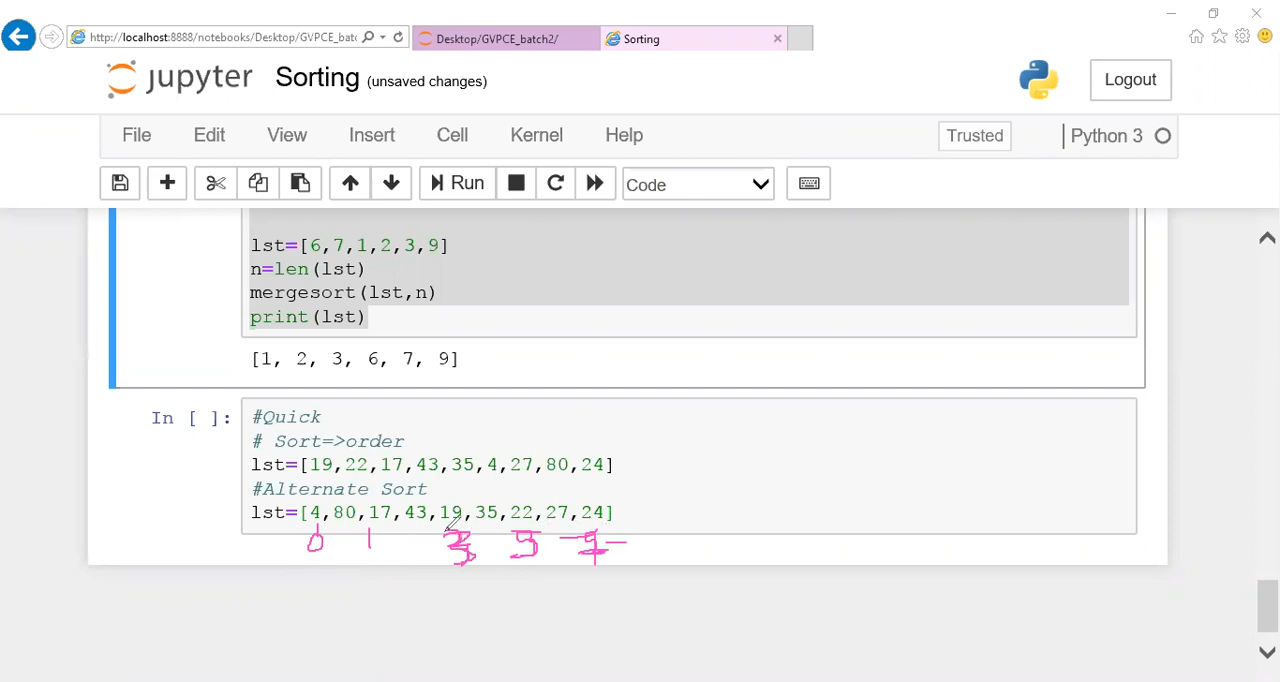 http://localhost:8888/notebooks/Desktop/GVPCE_batc
Desktop/GVPCE_batch2/
Sorting
jupyter Sorting (unsaved changes)
Logout
File Edit View Insert Cell Kernel Help
Trusted
Python 3
Run
Code
lst=[6,7,1,2,3,9]
n=len(lst)
mergesort(lst,n)
print(lst)
[1, 2, 3, 6, 7, 9]
In [ ]:
#Quick
# Sort=>order
lst=[19,22,17,43,35,4,27,80,24]
#Alternate Sort
lst=[4,80,17,43,19,35,22,27,24]
0 1